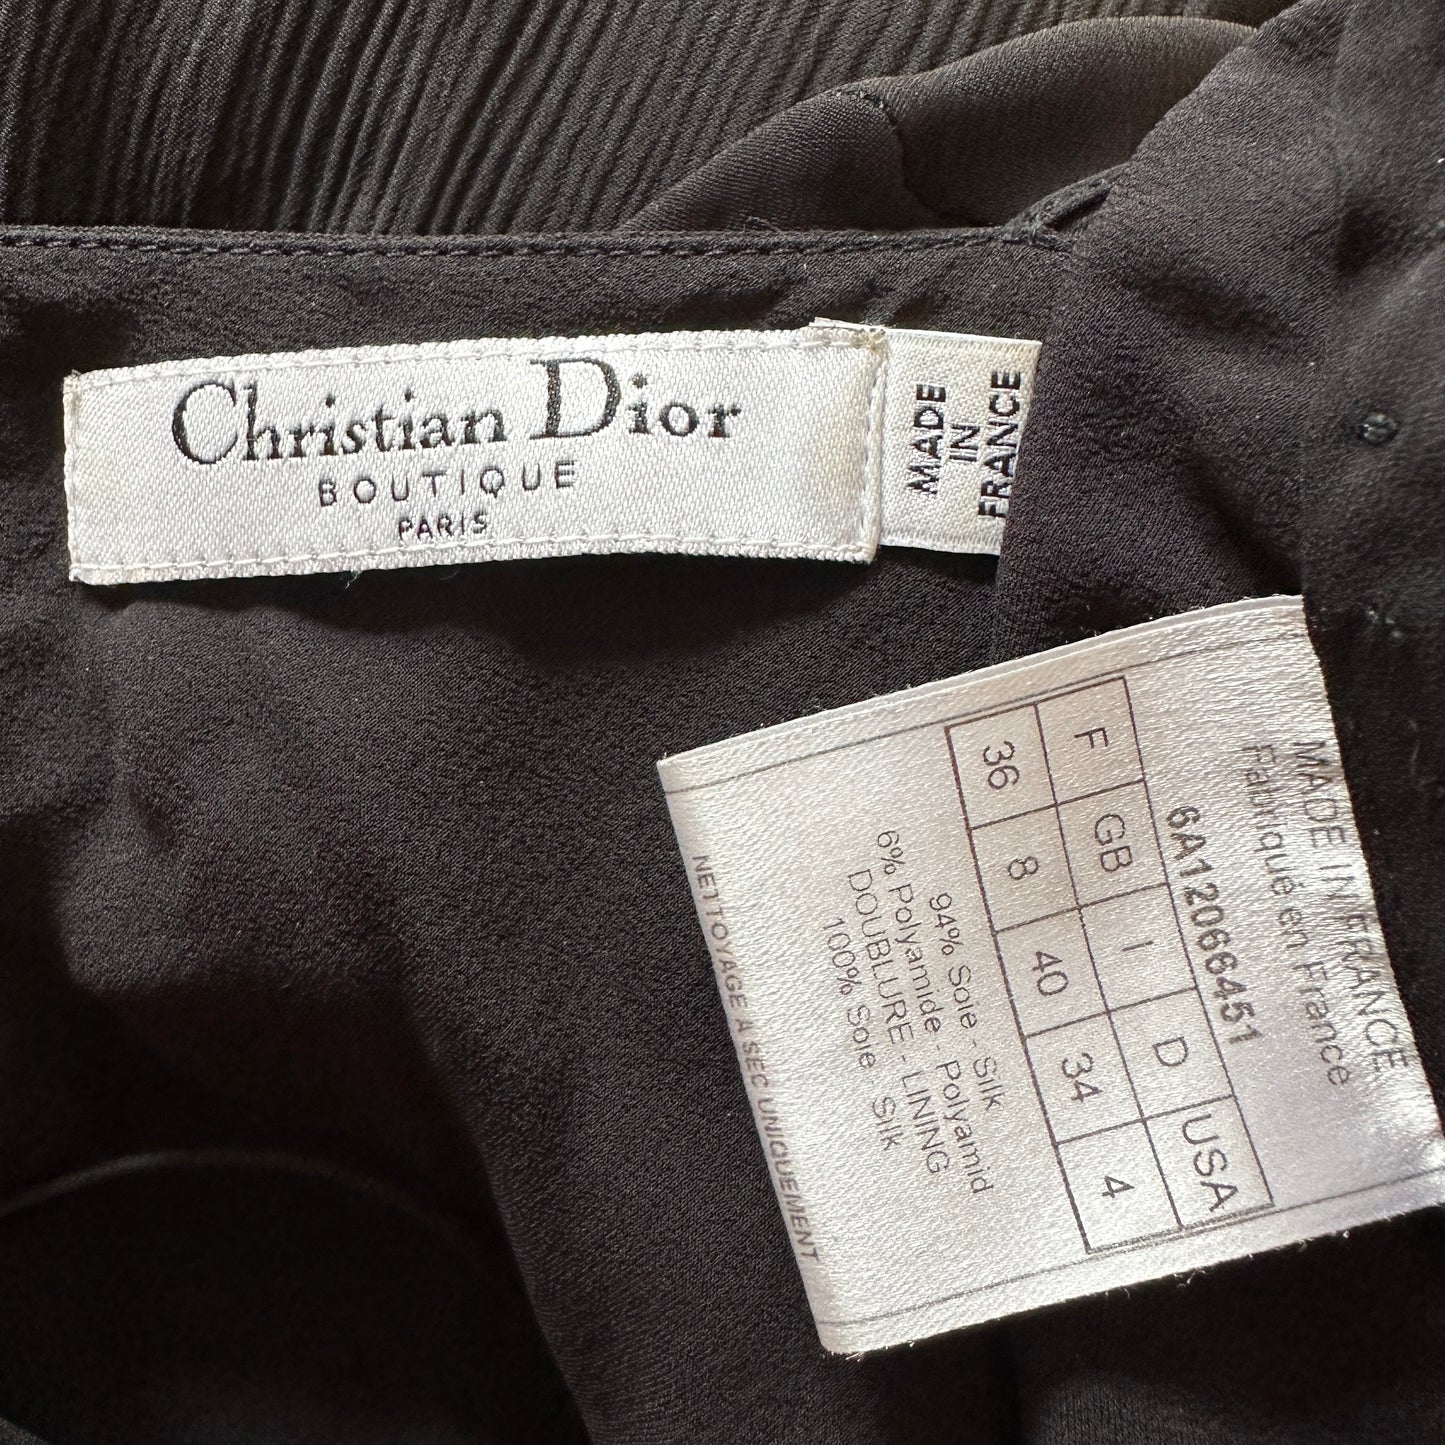 Christian Dior
BOUTIQUE
PARIS
MADE
IN
FRANCE
MADE IN FRANCE
Fabriqué en France
6A12066451
F GB I D USA
36 8 40 34 4
94% Soie - Silk
6% Polyamide - Polyamid
DOUBLURE - LINING
100% Soie - Silk
NETTOYAGE A SEC UNIQUEMENT